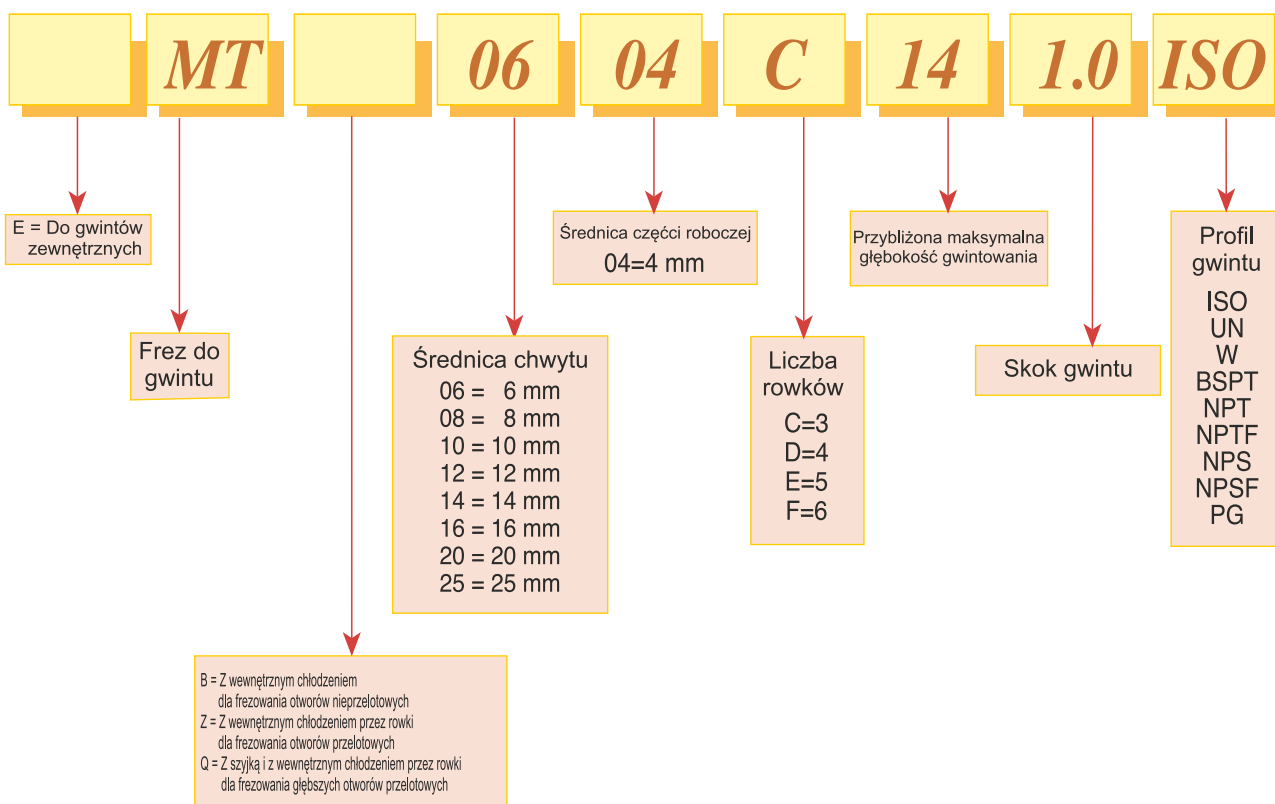 MT 06 04 C 14 1.0 ISO
E = Do gwintów
zewnętrznych
Frez do
gwintu
B = Z wewnętrznym chłodzeniem
dla frezowania otworów nieprzelotowych
Z = Z wewnętrznym chłodzeniem przez rowki
dla frezowania otworów przelotowych
Q = Z szyjką i z wewnętrznym chłodzeniem przez rowki
dla frezowania głębszych otworów przelotowych
Średnica chwytu
06 = 6 mm
08 = 8 mm
10 = 10 mm
12 = 12 mm
14 = 14 mm
16 = 16 mm
20 = 20 mm
25 = 25 mm
Średnica częćci roboczej
04=4 mm
Liczba
rowków
C=3
D=4
E=5
F=6
Przybliżona maksymalna
głębokość gwintowania
Skok gwintu
Profil
gwintu
ISO
UN
W
BSPT
NPT
NPTF
NPS
NPSF
PG